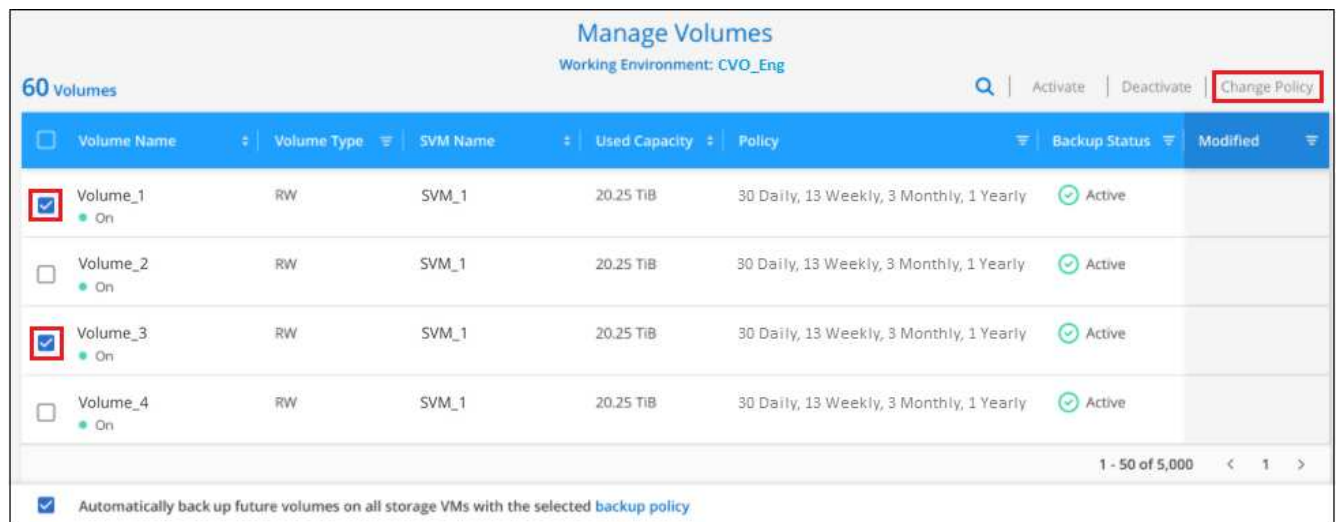 Manage Volumes
Working Environment: CVO_Eng
60 Volumes
Activate | Deactivate | Change Policy
Volume Name Volume Type SVM Name Used Capacity Policy Backup Status Modified
Volume_1 RW SVM_1 20.25 TiB 30 Daily, 13 Weekly, 3 Monthly, 1 Yearly Active
On
Volume_2 RW SVM_1 20.25 TiB 30 Daily, 13 Weekly, 3 Monthly, 1 Yearly Active
On
Volume_3 RW SVM_1 20.25 TiB 30 Daily, 13 Weekly, 3 Monthly, 1 Yearly Active
On
Volume_4 RW SVM_1 20.25 TiB 30 Daily, 13 Weekly, 3 Monthly, 1 Yearly Active
On
1 - 50 of 5,000 < 1 >
Automatically back up future volumes on all storage VMs with the selected backup policy